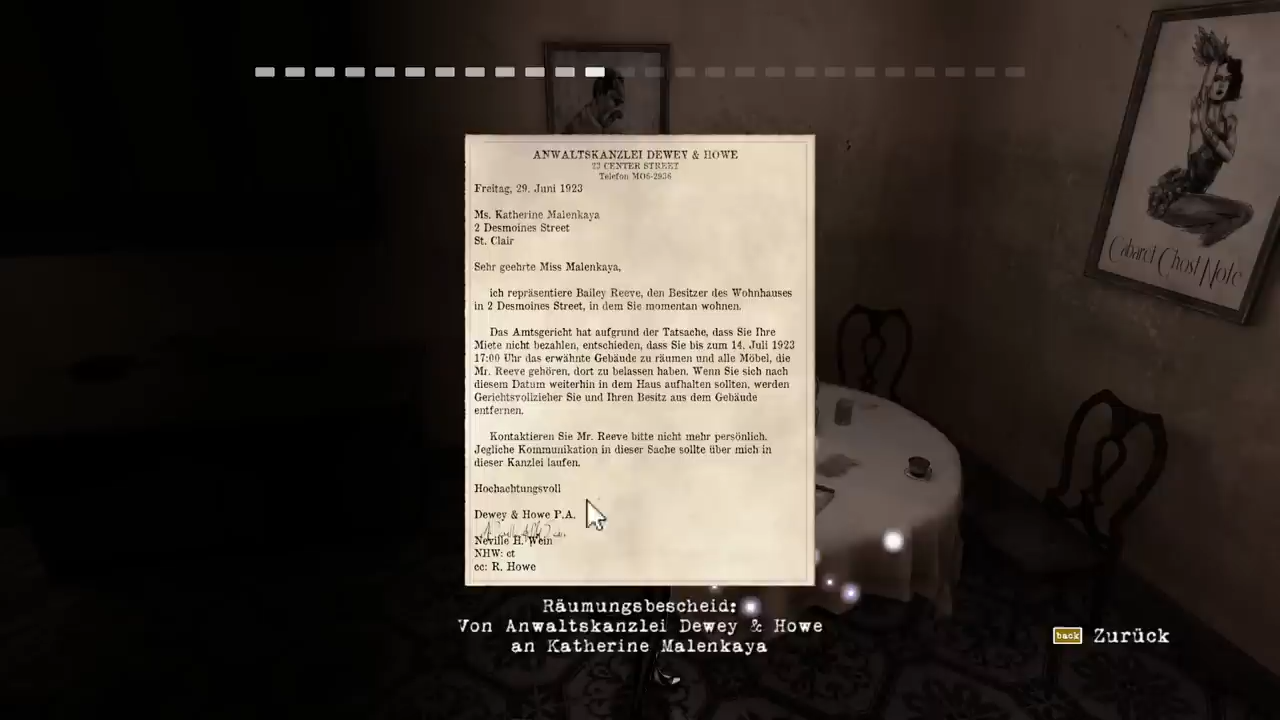 ANWALTSKANZLEI DEWEY & HOWE
23 CENTER STREET
Telefon MO6-2936
Freitag, 29. Juni 1923
Ms. Katherine Malenkaya
2 Desmoines Street
St. Clair
Sehr geehrte Miss Malenkaya,
ich repräsentiere Bailey Reeve, den Besitzer des Wohnhauses
in 2 Desmoines Street, in dem Sie momentan wohnen.
Das Amtsgericht hat aufgrund der Tatsache, dass Sie Ihre
Miete nicht bezahlen, entschieden, dass Sie bis zum 14. Juli 1923
17:00 Uhr das erwähnte Gebäude zu räumen und alle Möbel, die
Mr. Reeve gehören, dort zu belassen haben. Wenn Sie sich nach
diesem Datum weiterhin in dem Haus aufhalten sollten, werden
Gerichtsvollzieher Sie und Ihren Besitz aus dem Gebäude
entfernen.
Kontaktieren Sie Mr. Reeve bitte nicht mehr persönlich.
Jegliche Kommunikation in dieser Sache sollte über mich in
dieser Kanzlei laufen.
Hochachtungsvoll
Dewey & Howe P.A.
Neville H. Wein
NHW: ct
cc: R. Howe
Cabaret Ghost Note
Räumungsbescheid:
Von Anwaltskanzlei Dewey & Howe
an Katherine Malenkaya
back Zurück